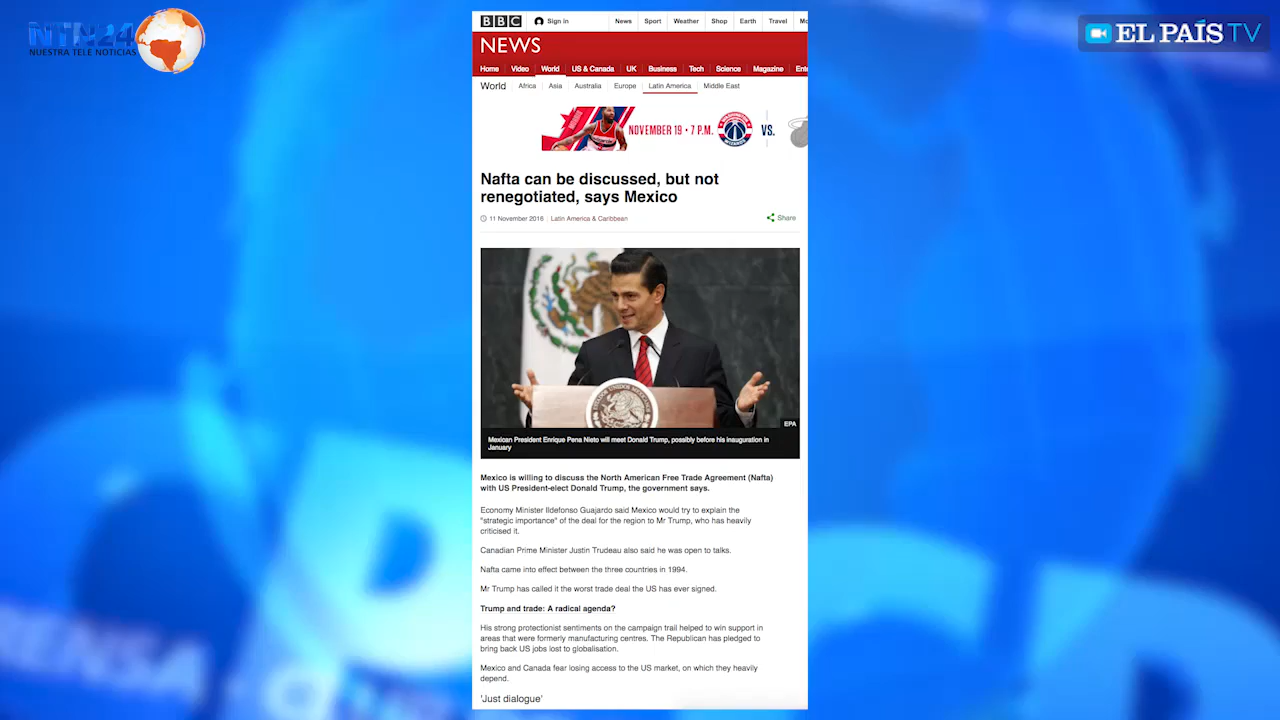 NTN24
NUESTRA TELE NOTICIAS
EL PAÍS TV
BBC Sign in News Sport Weather Shop Earth Travel
NEWS
Home Video World US & Canada UK Business Tech Science Magazine
World Africa Asia Australia Europe Latin America Middle East
NOVEMBER 19 • 7 P.M. WASHINGTON WIZARDS VS.
Nafta can be discussed, but not
renegotiated, says Mexico
11 November 2016 Latin America & Caribbean Share
ESTADOS UNIDOS MEXICANOS
EPA
Mexican President Enrique Pena Nieto will meet Donald Trump, possibly before his inauguration in
January
Mexico is willing to discuss the North American Free Trade Agreement (Nafta)
with US President-elect Donald Trump, the government says.
Economy Minister Ildefonso Guajardo said Mexico would try to explain the
"strategic importance" of the deal for the region to Mr Trump, who has heavily
criticised it.
Canadian Prime Minister Justin Trudeau also said he was open to talks.
Nafta came into effect between the three countries in 1994.
Mr Trump has called it the worst trade deal the US has ever signed.
Trump and trade: A radical agenda?
His strong protectionist sentiments on the campaign trail helped to win support in
areas that were formerly manufacturing centres. The Republican has pledged to
bring back US jobs lost to globalisation.
Mexico and Canada fear losing access to the US market, on which they heavily
depend.
'Just dialogue'